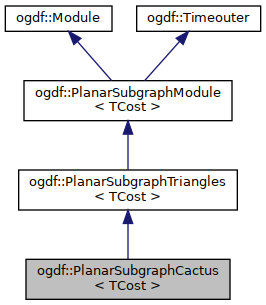 ogdf::Module
ogdf::Timeouter
ogdf::PlanarSubgraphModule
< TCost >
ogdf::PlanarSubgraphTriangles
< TCost >
ogdf::PlanarSubgraphCactus
< TCost >